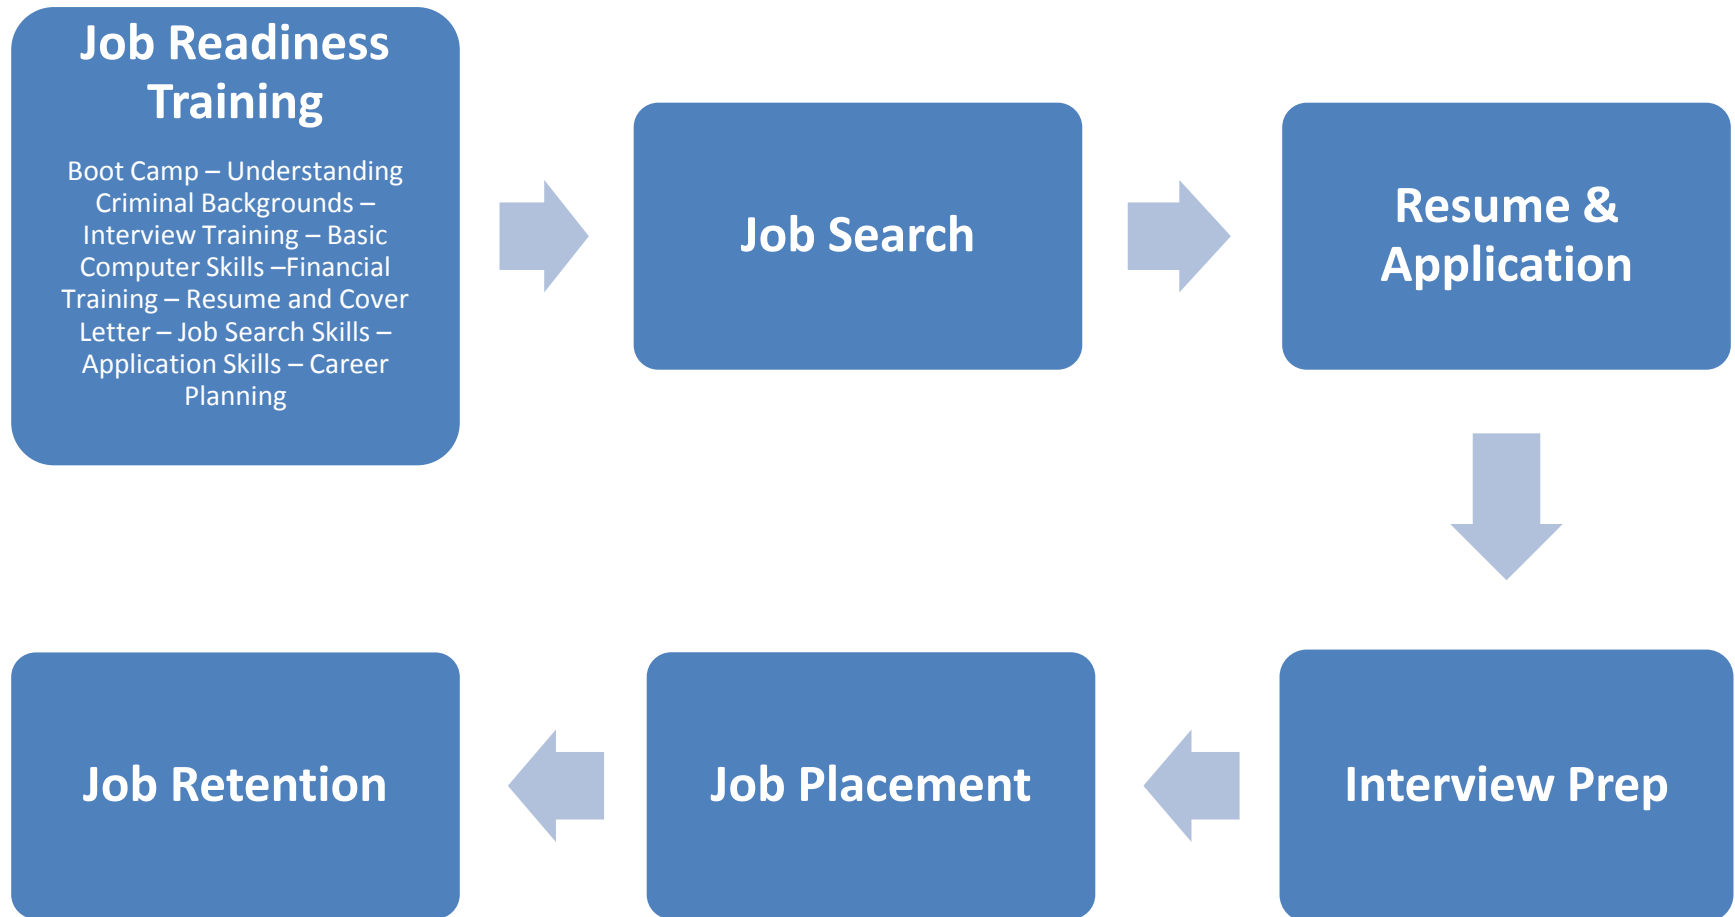 Job Readiness
Training
Boot Camp – Understanding
Criminal Backgrounds –
Interview Training – Basic
Computer Skills –Financial
Training – Resume and Cover
Letter – Job Search Skills –
Application Skills – Career
Planning
Job Search
Resume &
Application
Interview Prep
Job Placement
Job Retention